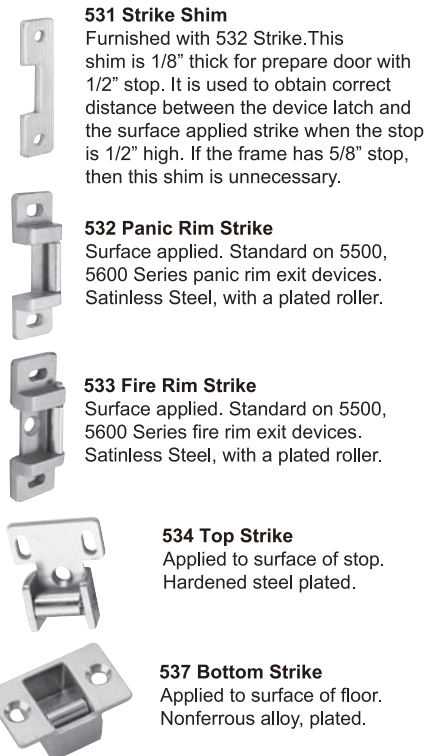 531 Strike Shim
Furnished with 532 Strike.This
shim is 1/8” thick for prepare door with
1/2” stop. It is used to obtain correct
distance between the device latch and
the surface applied strike when the stop
is 1/2” high. If the frame has 5/8” stop,
then this shim is unnecessary.
532 Panic Rim Strike
Surface applied. Standard on 5500,
5600 Series panic rim exit devices.
Satinless Steel, with a plated roller.
533 Fire Rim Strike
Surface applied. Standard on 5500,
5600 Series fire rim exit devices.
Satinless Steel, with a plated roller.
534 Top Strike
Applied to surface of stop.
Hardened steel plated.
537 Bottom Strike
Applied to surface of floor.
Nonferrous alloy, plated.